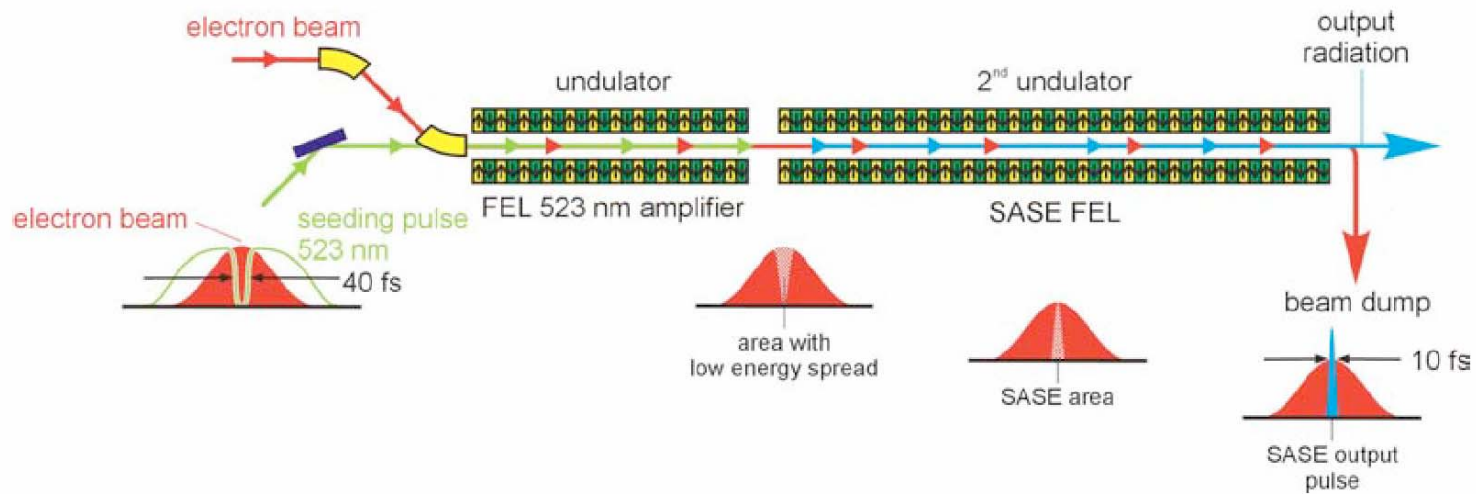 electron beam
output
radiation
undulator
2nd undulator
electron beam
seeding pulse
523 nm
FEL 523 nm amplifier
SASE FEL
40 fs
beam dump
area with
low energy spread
SASE area
10 fs
SASE output
pulse